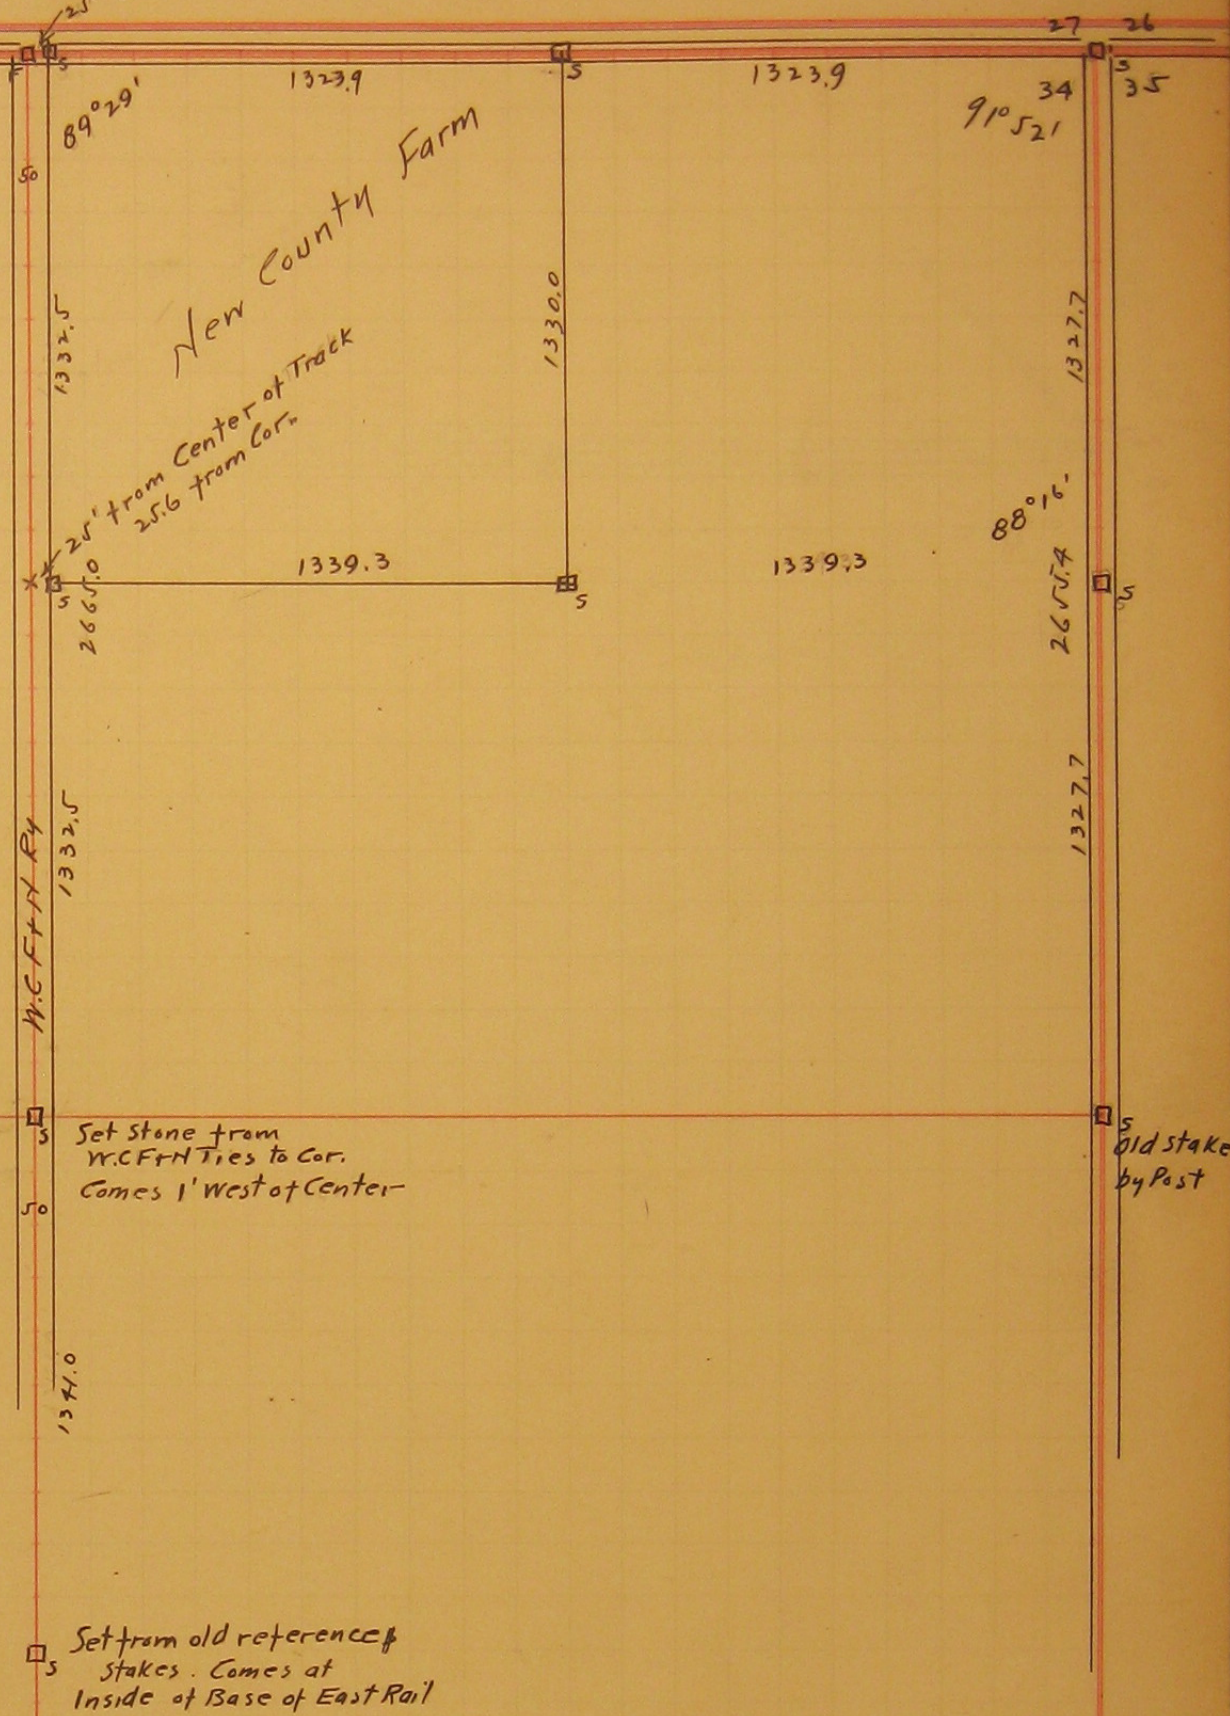 25
27 26
S
S
S
F
1323.9
1323.9
34 35
89°29'
91°52'
50
New County Farm
1332.5
1330.0
1327.7
25' from Center of Track
25.6 from Cor.
88°16'
1339.3
1339.3
S
S
S
2665.0
2655.4
1332.5
1327.7
W.C.F+N Ry
S
Set Stone from
W.CF+N Ties to Cor.
Comes 1' West of Center
S
Old Stake
by Post
50
1341.0
S
Set from old reference
Stakes. Comes at
Inside of Base of East Rail